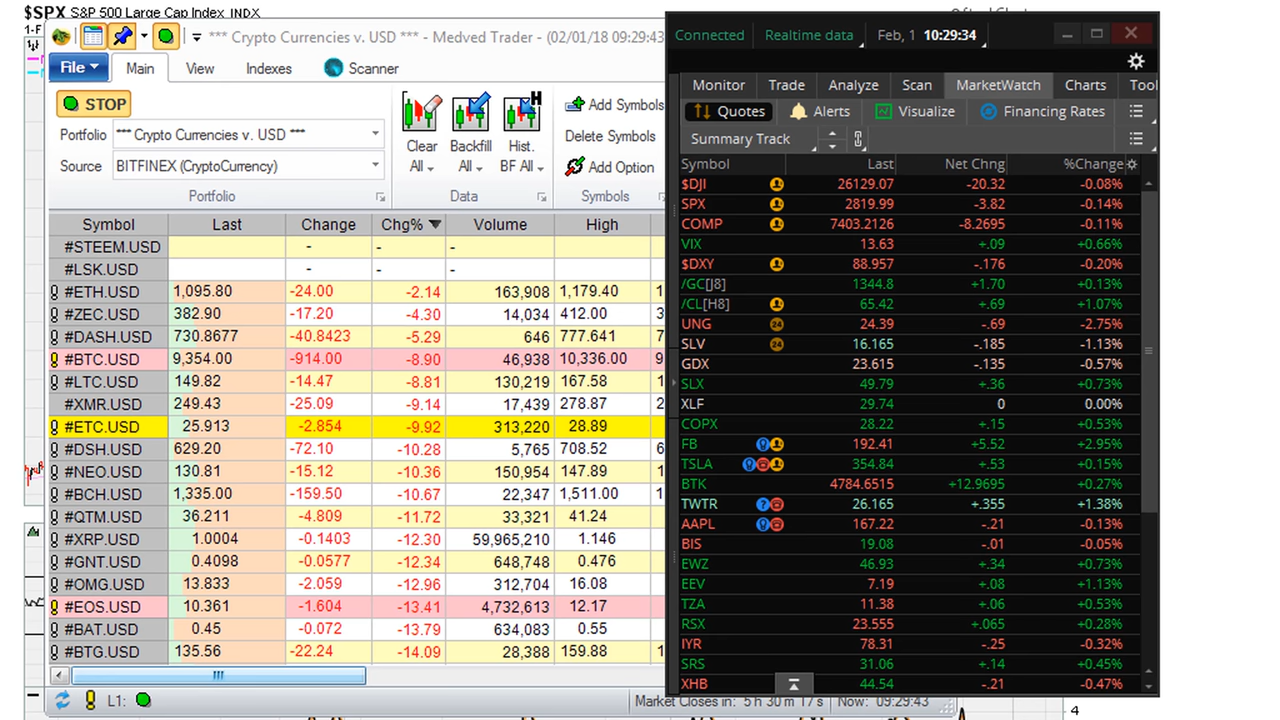 $SPX S&P 500 Large Cap Index INDX
1-F
*** Crypto Currencies v. USD *** - Medved Trader - (02/01/18 09:29:43
File Main View Indexes Scanner
STOP
Portfolio *** Crypto Currencies v. USD ***
Source BITFINEX (CryptoCurrency)
Portfolio
Clear All
Backfill All
Hist. BF All
Data
Add Symbols
Delete Symbols
Add Option
Symbols
Symbol Last Change Chg% Volume High
#STEEM.USD - - -
#LSK.USD - - -
#ETH.USD 1,095.80 -24.00 -2.14 163,908 1,179.40 1
#ZEC.USD 382.90 -17.20 -4.30 14,034 412.00 3
#DASH.USD 730.8677 -40.8423 -5.29 646 777.641 7
#BTC.USD 9,354.00 -914.00 -8.90 46,938 10,336.00 9
#LTC.USD 149.82 -14.47 -8.81 130,219 167.58 1
#XMR.USD 249.43 -25.09 -9.14 17,439 278.87 2
#ETC.USD 25.913 -2.854 -9.92 313,220 28.89
#DSH.USD 629.20 -72.10 -10.28 5,765 708.52 6
#NEO.USD 130.81 -15.12 -10.36 150,954 147.89 1
#BCH.USD 1,335.00 -159.50 -10.67 22,347 1,511.00 1
#QTM.USD 36.211 -4.809 -11.72 33,321 41.24
#XRP.USD 1.0004 -0.1403 -12.30 59,965,210 1.146
#GNT.USD 0.4098 -0.0577 -12.34 648,748 0.476
#OMG.USD 13.833 -2.059 -12.96 312,704 16.08
#EOS.USD 10.361 -1.604 -13.41 4,732,613 12.17
#BAT.USD 0.45 -0.072 -13.79 634,083 0.55
#BTG.USD 135.56 -22.24 -14.09 28,388 159.88 1
L1: Market Closes in: 5 h 30 m 17 s Now: 09:29:43
Connected Realtime data Feb, 1 10:29:34
Monitor Trade Analyze Scan MarketWatch Charts Tool
Quotes Alerts Visualize Financing Rates
Summary Track
Symbol Last Net Chng %Change
$DJI 26129.07 -20.32 -0.08%
SPX 2819.99 -3.82 -0.14%
COMP 7403.2126 -8.2695 -0.11%
VIX 13.63 +.09 +0.66%
$DXY 88.957 -.176 -0.20%
/GC[J8] 1344.8 +1.70 +0.13%
/CL[H8] 65.42 +.69 +1.07%
UNG 24 24.39 -.69 -2.75%
SLV 24 16.165 -.185 -1.13%
GDX 23.615 -.135 -0.57%
SLX 49.79 +.36 +0.73%
XLF 29.74 0 0.00%
COPX 28.22 +.15 +0.53%
FB 192.41 +5.52 +2.95%
TSLA 354.84 +.53 +0.15%
BTK 4784.6515 +12.9695 +0.27%
TWTR ? 26.165 +.355 +1.38%
AAPL 167.22 -.21 -0.13%
BIS 19.08 -.01 -0.05%
EWZ 46.93 +.34 +0.73%
EEV 7.19 +.08 +1.13%
TZA 11.38 +.06 +0.53%
RSX 23.555 +.065 +0.28%
IYR 78.31 -.25 -0.32%
SRS 31.06 +.14 +0.45%
XHB 44.54 -.21 -0.47%
4